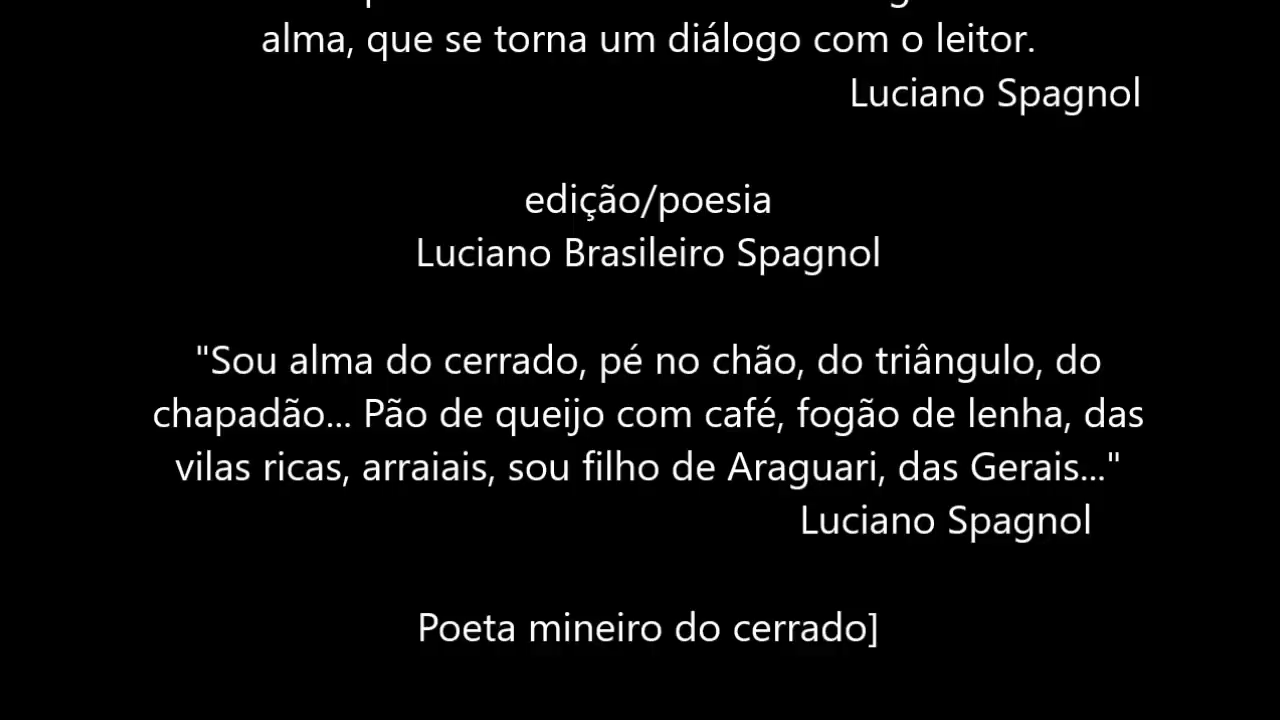 alma, que se torna um diálogo com o leitor.
Luciano Spagnol
edição/poesia
Luciano Brasileiro Spagnol
"Sou alma do cerrado, pé no chão, do triângulo, do
chapadão... Pão de queijo com café, fogão de lenha, das
vilas ricas, arraiais, sou filho de Araguari, das Gerais..."
Luciano Spagnol
Poeta mineiro do cerrado]